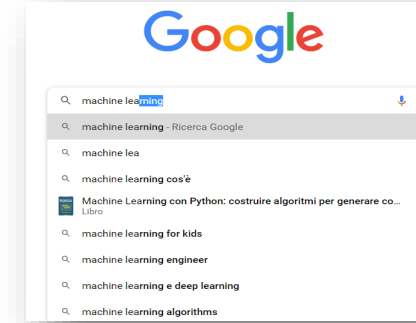 Google
machine learning
machine learning - Ricerca Google
machine lea
machine learning cos'è
Machine Learning con Python: costruire algoritmi per generare co...
Libro
machine learning for kids
machine learning engineer
machine learning e deep learning
machine learning algorithms